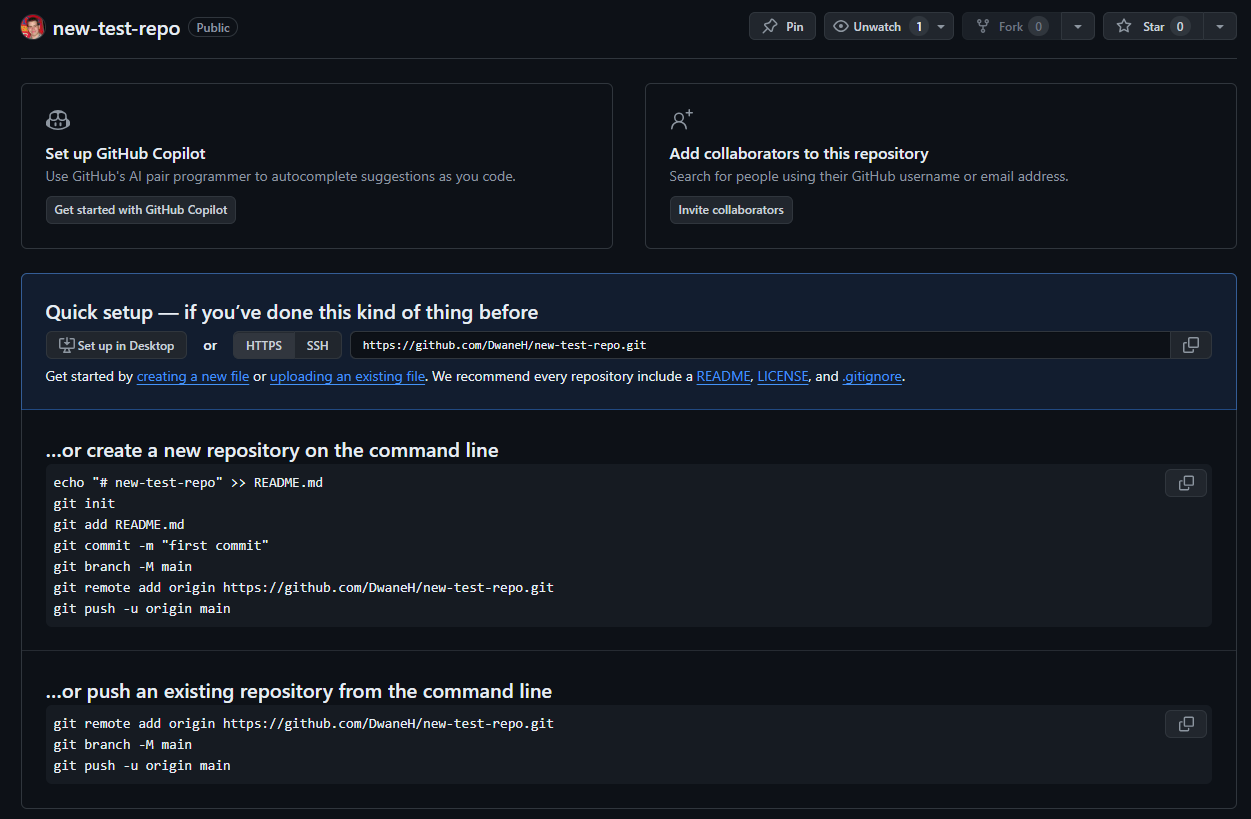 new-test-repo Public Pin Unwatch 1 Fork 0 Star 0
Set up GitHub Copilot
Use GitHub's AI pair programmer to autocomplete suggestions as you code.
Get started with GitHub Copilot
Add collaborators to this repository
Search for people using their GitHub username or email address.
Invite collaborators
Quick setup — if you’ve done this kind of thing before
Set up in Desktop or HTTPS SSH https://github.com/DwaneH/new-test-repo.git
Get started by creating a new file or uploading an existing file. We recommend every repository include a README, LICENSE, and .gitignore.
…or create a new repository on the command line
echo "# new-test-repo" >> README.md
git init
git add README.md
git commit -m "first commit"
git branch -M main
git remote add origin https://github.com/DwaneH/new-test-repo.git
git push -u origin main
…or push an existing repository from the command line
git remote add origin https://github.com/DwaneH/new-test-repo.git
git branch -M main
git push -u origin main